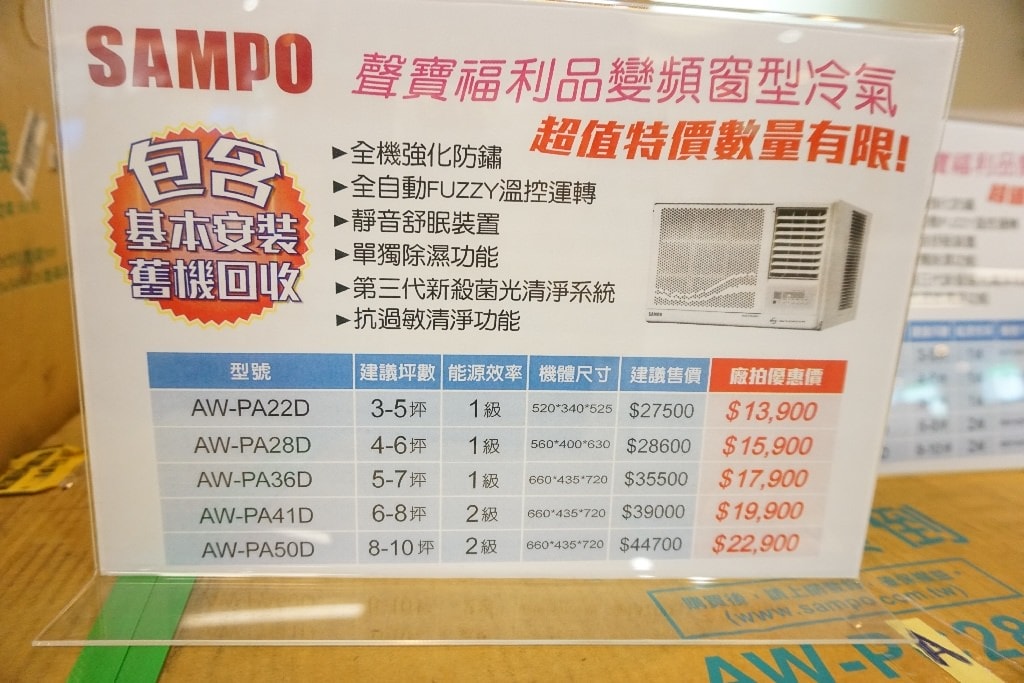 SAMPO
聲寶福利品變頻窗型冷氣
超值特價數量有限!
包含
基本安裝
舊機回收
►全機強化防鏽
►全自動FUZZY溫控運轉
►靜音舒眠裝置
►單獨除濕功能
►第三代新殺菌光清淨系統
►抗過敏清淨功能
型號 建議坪數 能源效率 機體尺寸 建議售價 廠拍優惠價
AW-PA22D 3-5坪 1級 520*340*525 $27500 $13,900
AW-PA28D 4-6坪 1級 560*400*630 $28600 $15,900
AW-PA36D 5-7坪 1級 660*435*720 $35500 $17,900
AW-PA41D 6-8坪 2級 660*435*720 $39000 $19,900
AW-PA50D 8-10坪 2級 660*435*720 $44700 $22,900
(www.sampo.com.tw)
AW-P
28
A